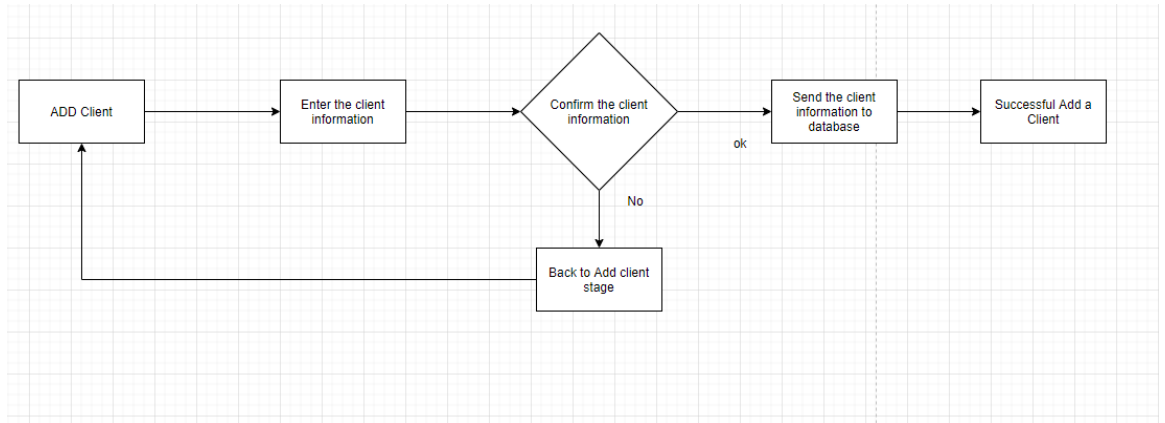 ADD Client
Enter the client
information
Confirm the client
information
Send the client
information to
database
Successful Add a
Client
ok
No
Back to Add client
stage